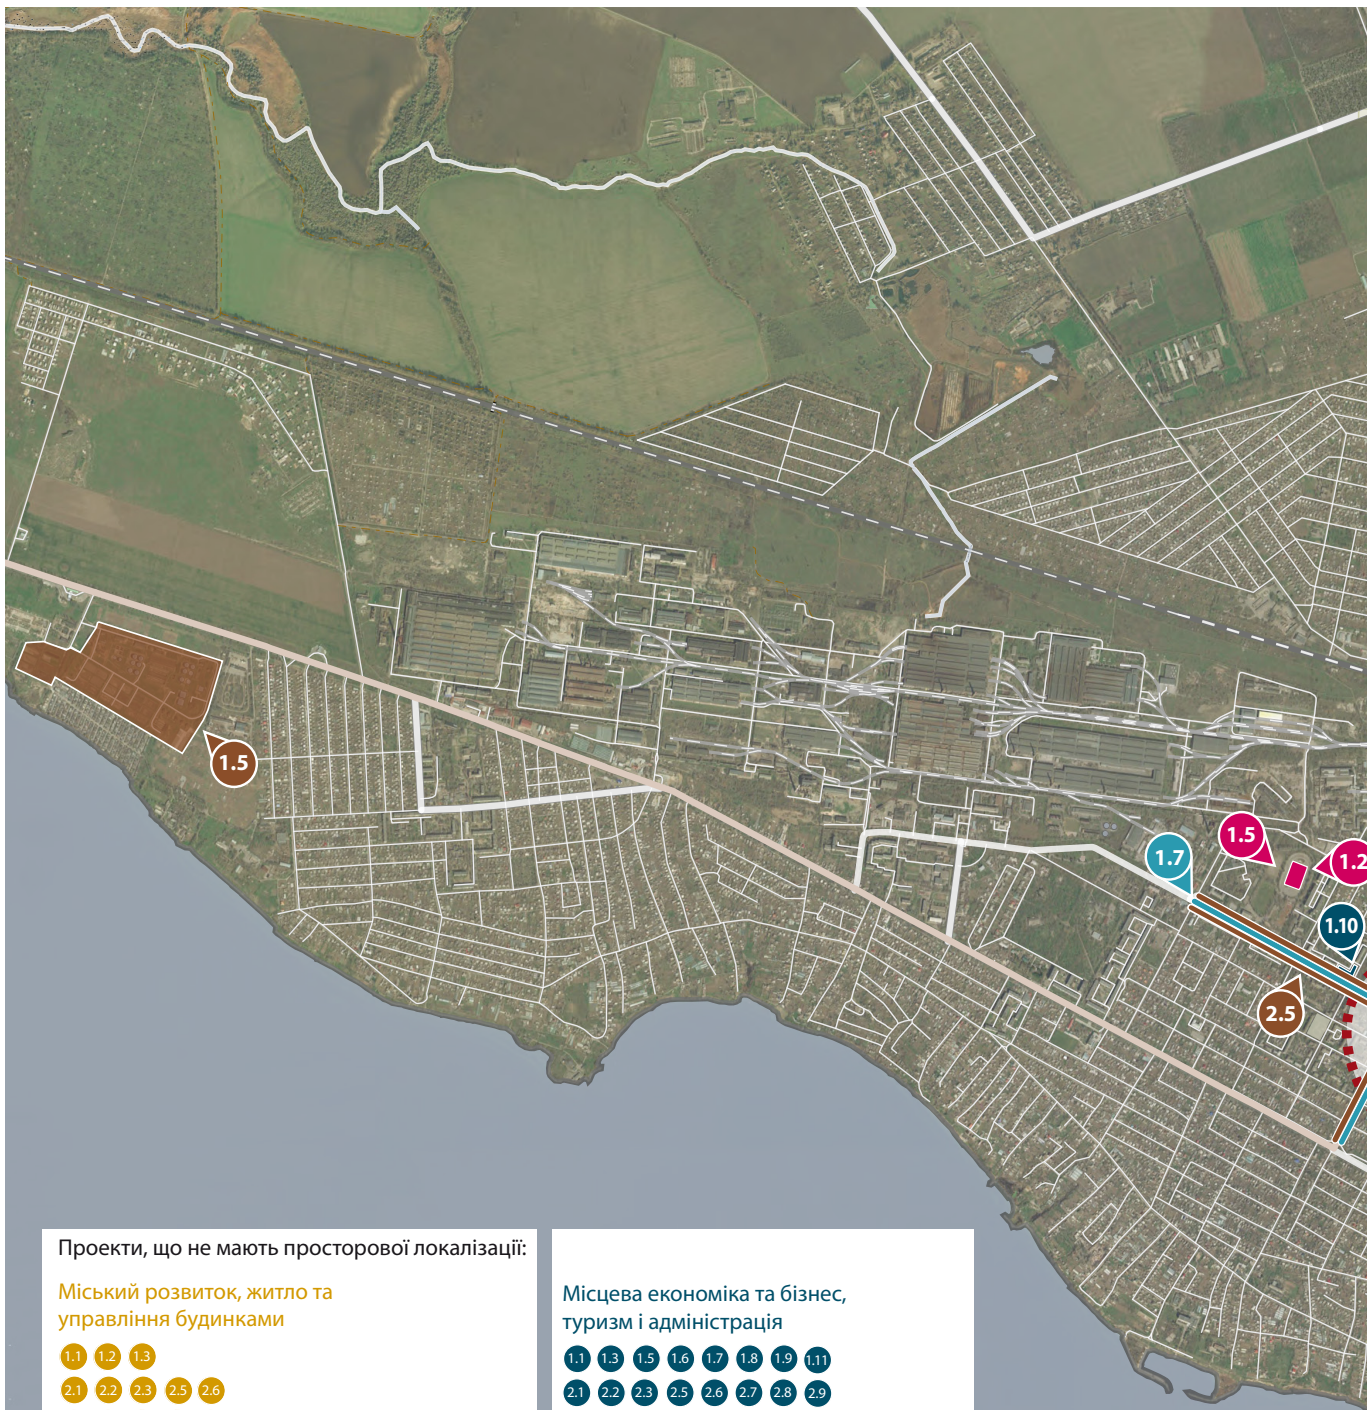 1.5
1.5
1.2
1.7
1.10
2.5
Проекти, що не мають просторової локалізації:
Міський розвиток, житло та
управління будинками
1.1 1.2 1.3
2.1 2.2 2.3 2.5 2.6
Місцева економіка та бізнес,
туризм і адміністрація
1.1 1.3 1.5 1.6 1.7 1.8 1.9 1.11
2.1 2.2 2.3 2.5 2.6 2.7 2.8 2.9